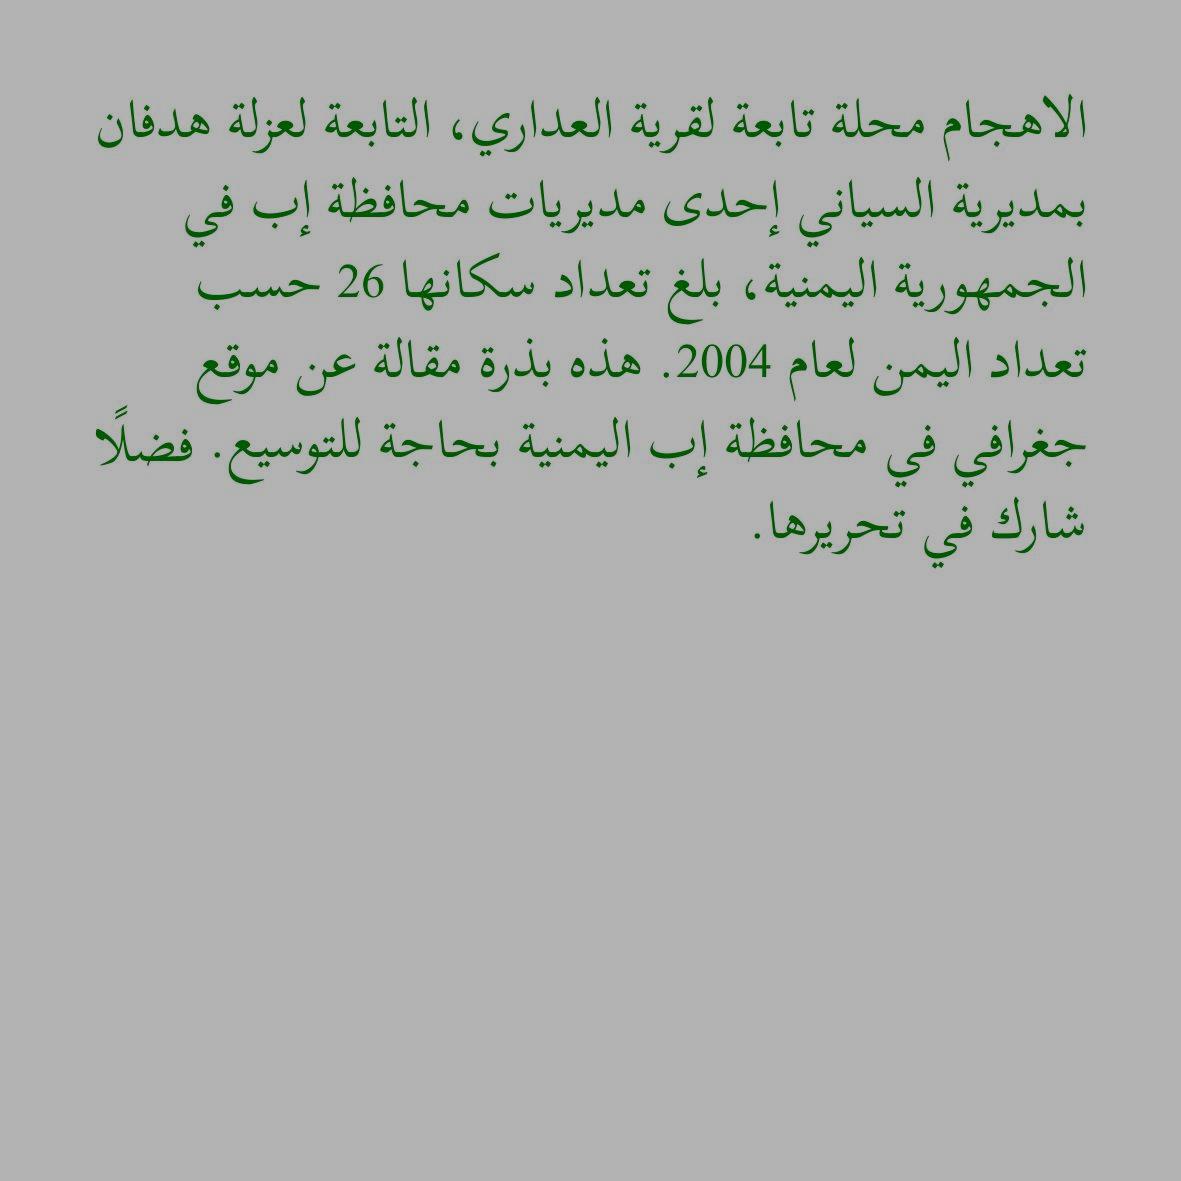 الاهجام محلة تابعة لقرية العداري، التابعة لعزلة هدفان
بمديرية السياني إحدى مديريات محافظة إب في
الجمهورية اليمنية، بلغ تعداد سكانها 26 حسب
تعداد اليمن لعام 2004. هذه بذرة مقالة عن موقع
جغرافي في محافظة إب اليمنية بحاجة للتوسيع. فضلًا
شارك في تحريرها.